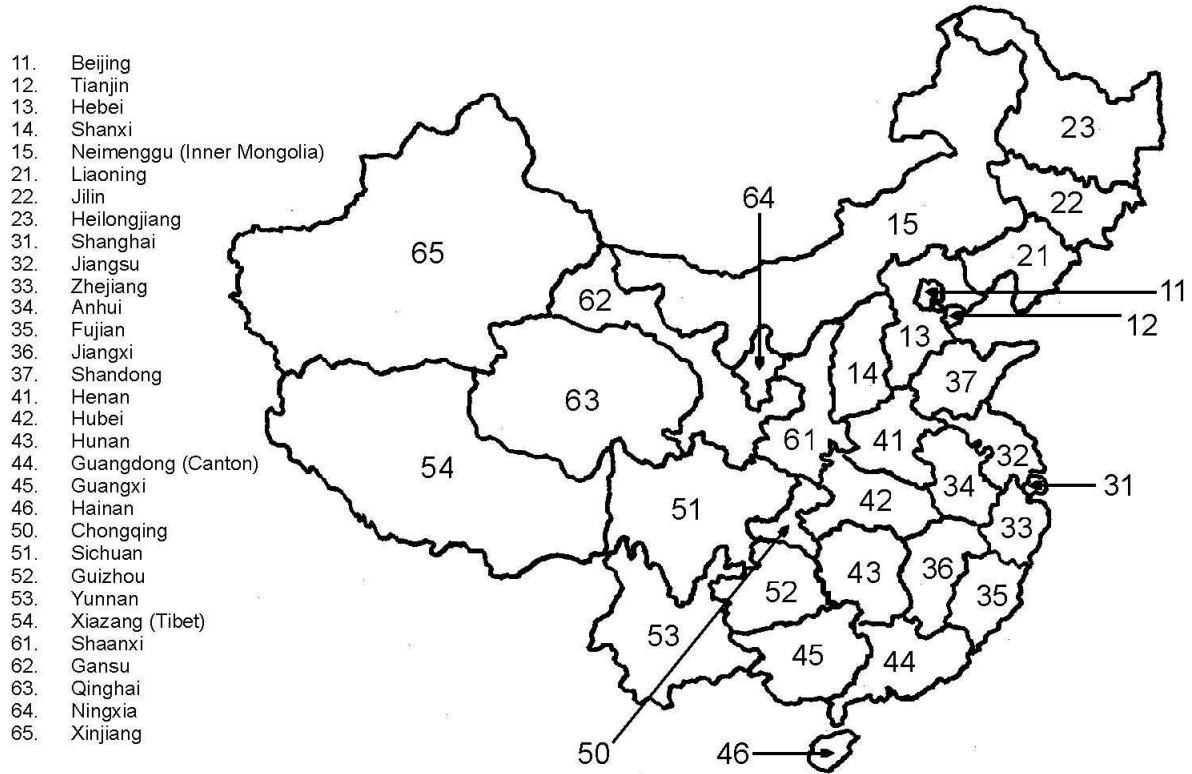 11. Beijing
12. Tianjin
13. Hebei
14. Shanxi
15. Neimenggu (Inner Mongolia)
21. Liaoning
22. Jilin
23. Heilongjiang
31. Shanghai
32. Jiangsu
33. Zhejiang
34. Anhui
35. Fujian
36. Jiangxi
37. Shandong
41. Henan
42. Hubei
43. Hunan
44. Guangdong (Canton)
45. Guangxi
46. Hainan
50. Chongqing
51. Sichuan
52. Guizhou
53. Yunnan
54. Xiazang (Tibet)
61. Shaanxi
62. Gansu
63. Qinghai
64. Ningxia
65. Xinjiang
23
64
22
15
65
21
11
62
12
13
14
37
63
61
41
32
54
34
31
51
42
33
36
43
52
35
53
45
44
50
46